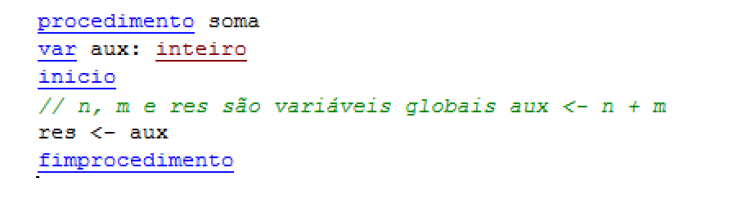 procedimento soma
var aux: inteiro
inicio
// n, m e res são variáveis globais aux <- n + m
res <- aux
fimprocedimento